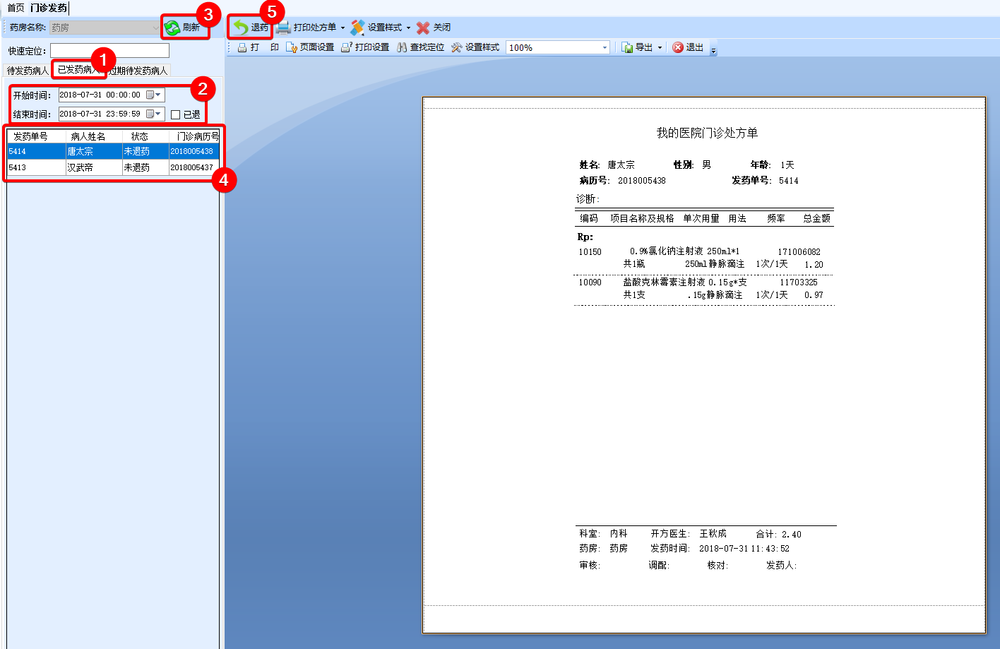 首页 门诊发药
药房名称: 药房 刷新 3 退药 5 打印处方单 设置样式 关闭
快速定位: 打 印 页面设置 打印设置 查找定位 设置样式 100% 导出 退出
待发药病人 已发药病人 1 过期待发药病人
开始时间: 2018-07-31 00:00:00 2
结束时间: 2018-07-31 23:59:59 已退
发药单号 病人姓名 状态 门诊病历号
5414 唐太宗 未退药 2018005438
5413 汉武帝 未退药 2018005437
4
我的医院门诊处方单
姓名: 唐太宗 性别: 男 年龄: 1天
病历号: 2018005438 发药单号: 5414
诊断:
编码 项目名称及规格 单次用量 用法 频率 总金额
Rp:
10150 0.9%氯化钠注射液 250ml*1 171006082
共1瓶 250ml 静脉滴注 1次/1天 1.20
10090 盐酸克林霉素注射液 0.15g*支 11703325
共1支 .15g 静脉滴注 1次/1天 0.97
科室: 内科 开方医生: 王秋成 合计: 2.40
药房: 药房 发药时间: 2018-07-31 11:43:52
审核: 调配: 核对: 发药人: